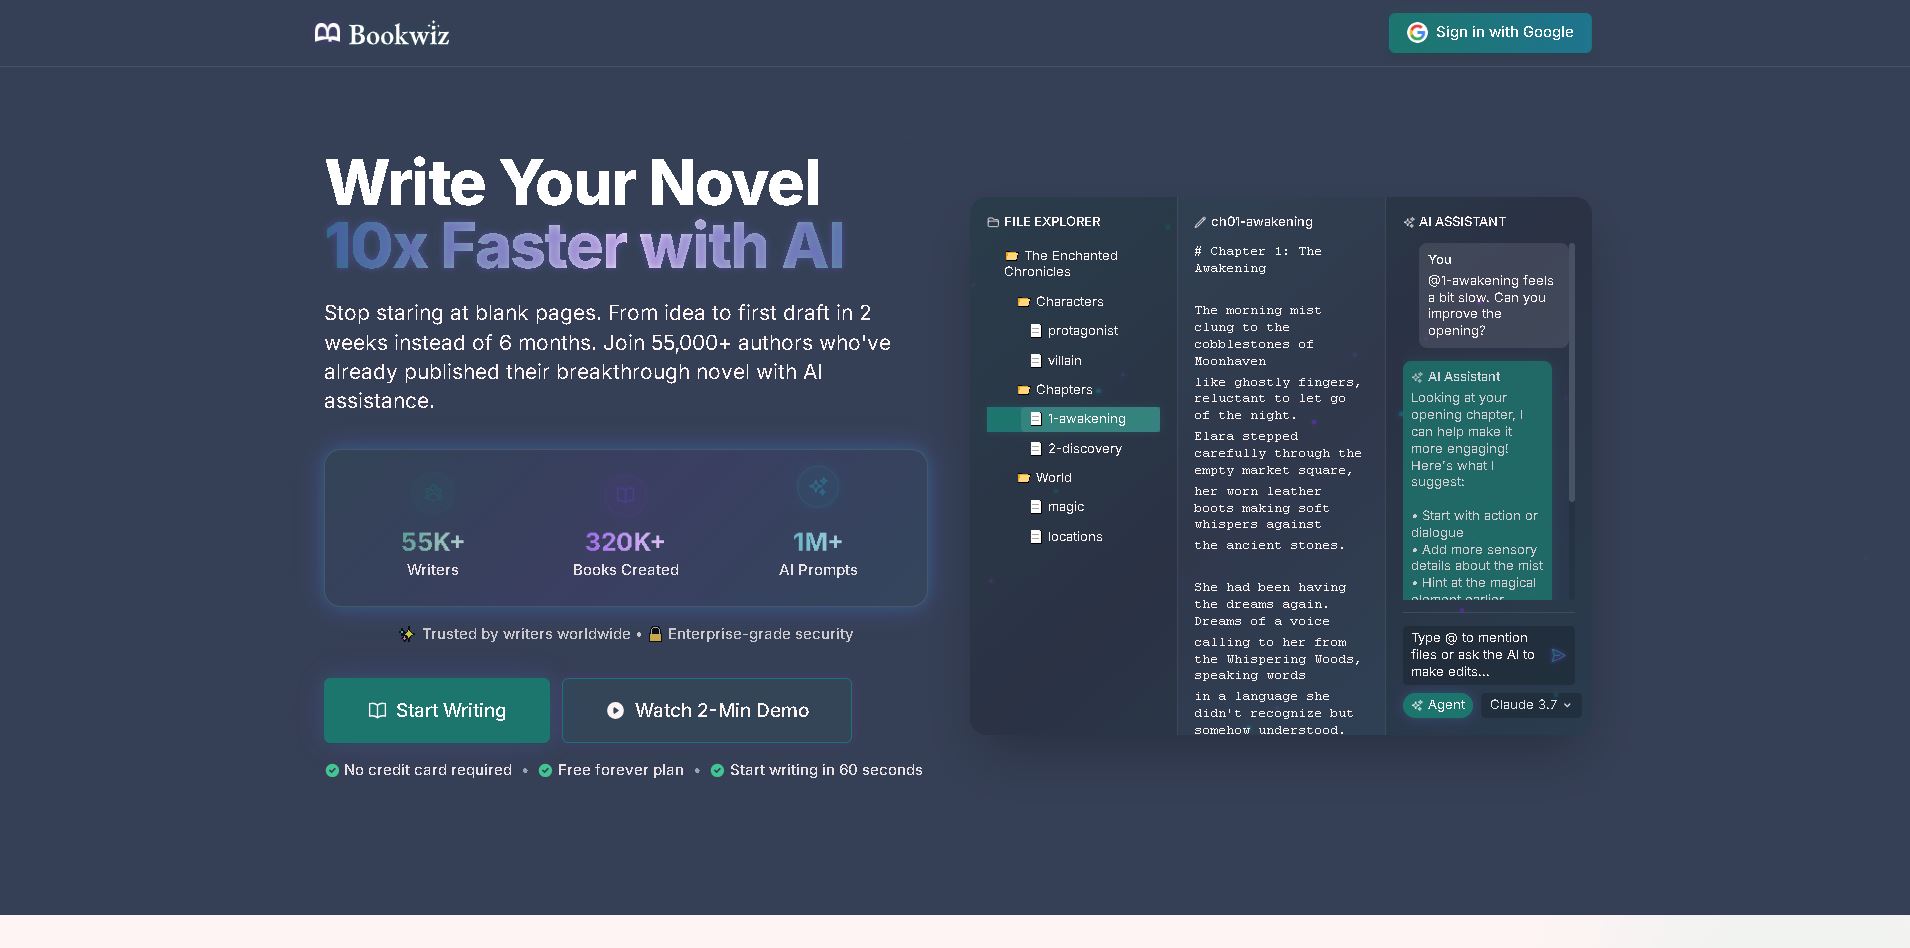 Bookwiz
Sign in with Google
Write Your Novel
10x Faster with AI
Stop staring at blank pages. From idea to first draft in 2
weeks instead of 6 months. Join 55,000+ authors who've
already published their breakthrough novel with AI
assistance.
55K+
Writers
320K+
Books Created
1M+
AI Prompts
✨ Trusted by writers worldwide • 🔒 Enterprise-grade security
Start Writing
Watch 2-Min Demo
No credit card required • Free forever plan • Start writing in 60 seconds
FILE EXPLORER
The Enchanted
Chronicles
Characters
protagonist
villain
Chapters
1-awakening
2-discovery
World
magic
locations
ch01-awakening
# Chapter 1: The
Awakening
The morning mist
clung to the
cobblestones of
Moonhaven
like ghostly fingers,
reluctant to let go
of the night.
Elara stepped
carefully through the
empty market square,
her worn leather
boots making soft
whispers against
the ancient stones.
She had been having
the dreams again.
Dreams of a voice
calling to her from
the Whispering Woods,
speaking words
in a language she
didn't recognize but
somehow understood.
AI ASSISTANT
You
@1-awakening feels
a bit slow. Can you
improve the
opening?
AI Assistant
Looking at your
opening chapter, I
can help make it
more engaging!
Here's what I
suggest:
• Start with action or
dialogue
• Add more sensory
details about the mist
• Hint at the magical
element earlier
Type @ to mention
files or ask the AI to
make edits...
Agent
Claude 3.7